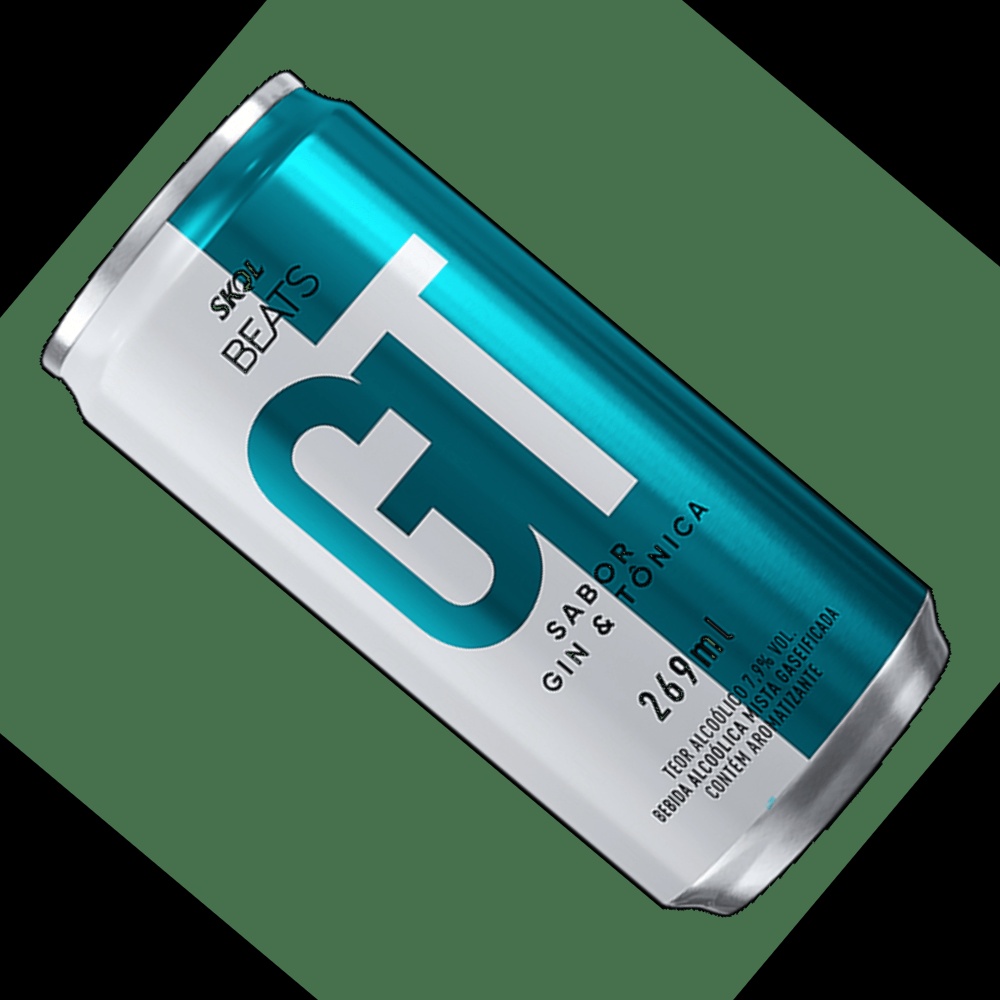 SKOL
BEATS
GT
SABOR
GIN & TÔNICA
269ml
TEOR ALCOÓLICO 7,9% VOL.
BEBIDA ALCOÓLICA MISTA GASEIFICADA
CONTÉM AROMATIZANTE